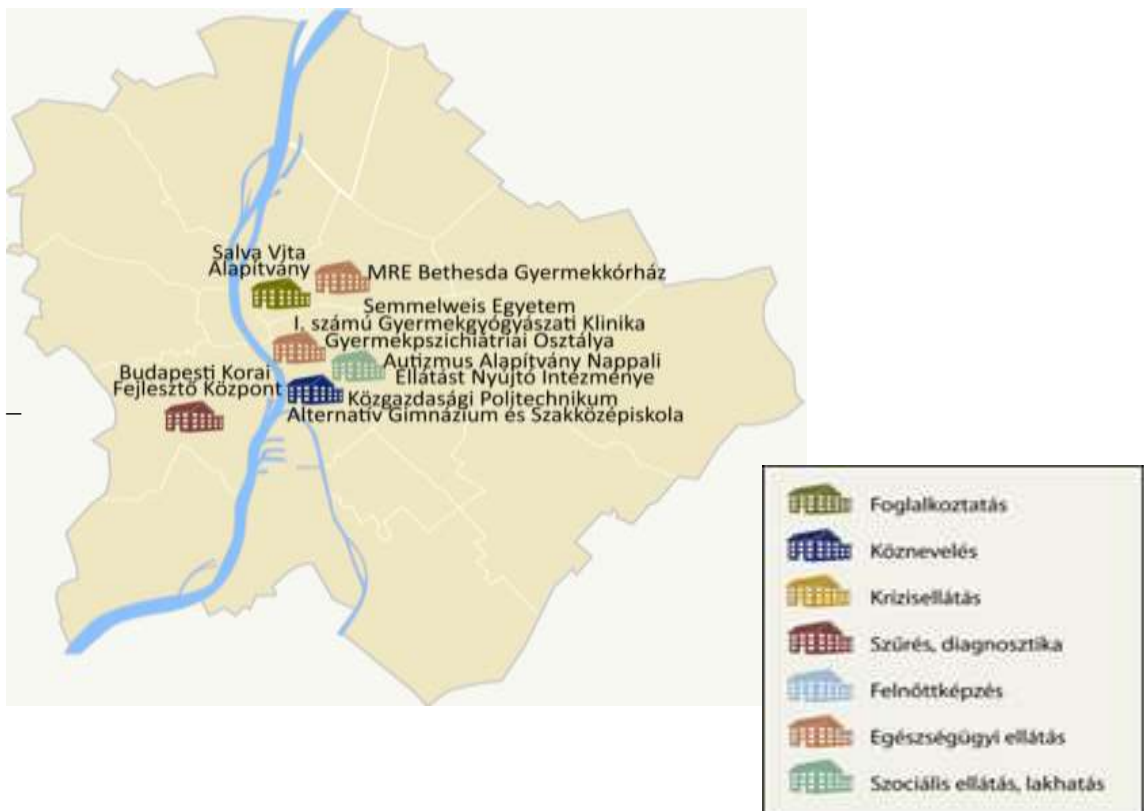 Salva Vita
Alapítvány
MRE Bethesda Gyermekkórház
Semmelweis Egyetem
I. számú Gyermekgyógyászati Klinika
Gyermekpszichiátriai Osztálya
Autizmus Alapítvány Nappali
Ellátást Nyújtó Intézménye
Budapesti Korai
Fejlesztő Központ
Közgazdasági Politechnikum
Alternatív Gimnázium és Szakközépiskola
Foglalkoztatás
Köznevelés
Krízisellátás
Szűrés, diagnosztika
Felnőttképzés
Egészségügyi ellátás
Szociális ellátás, lakhatás